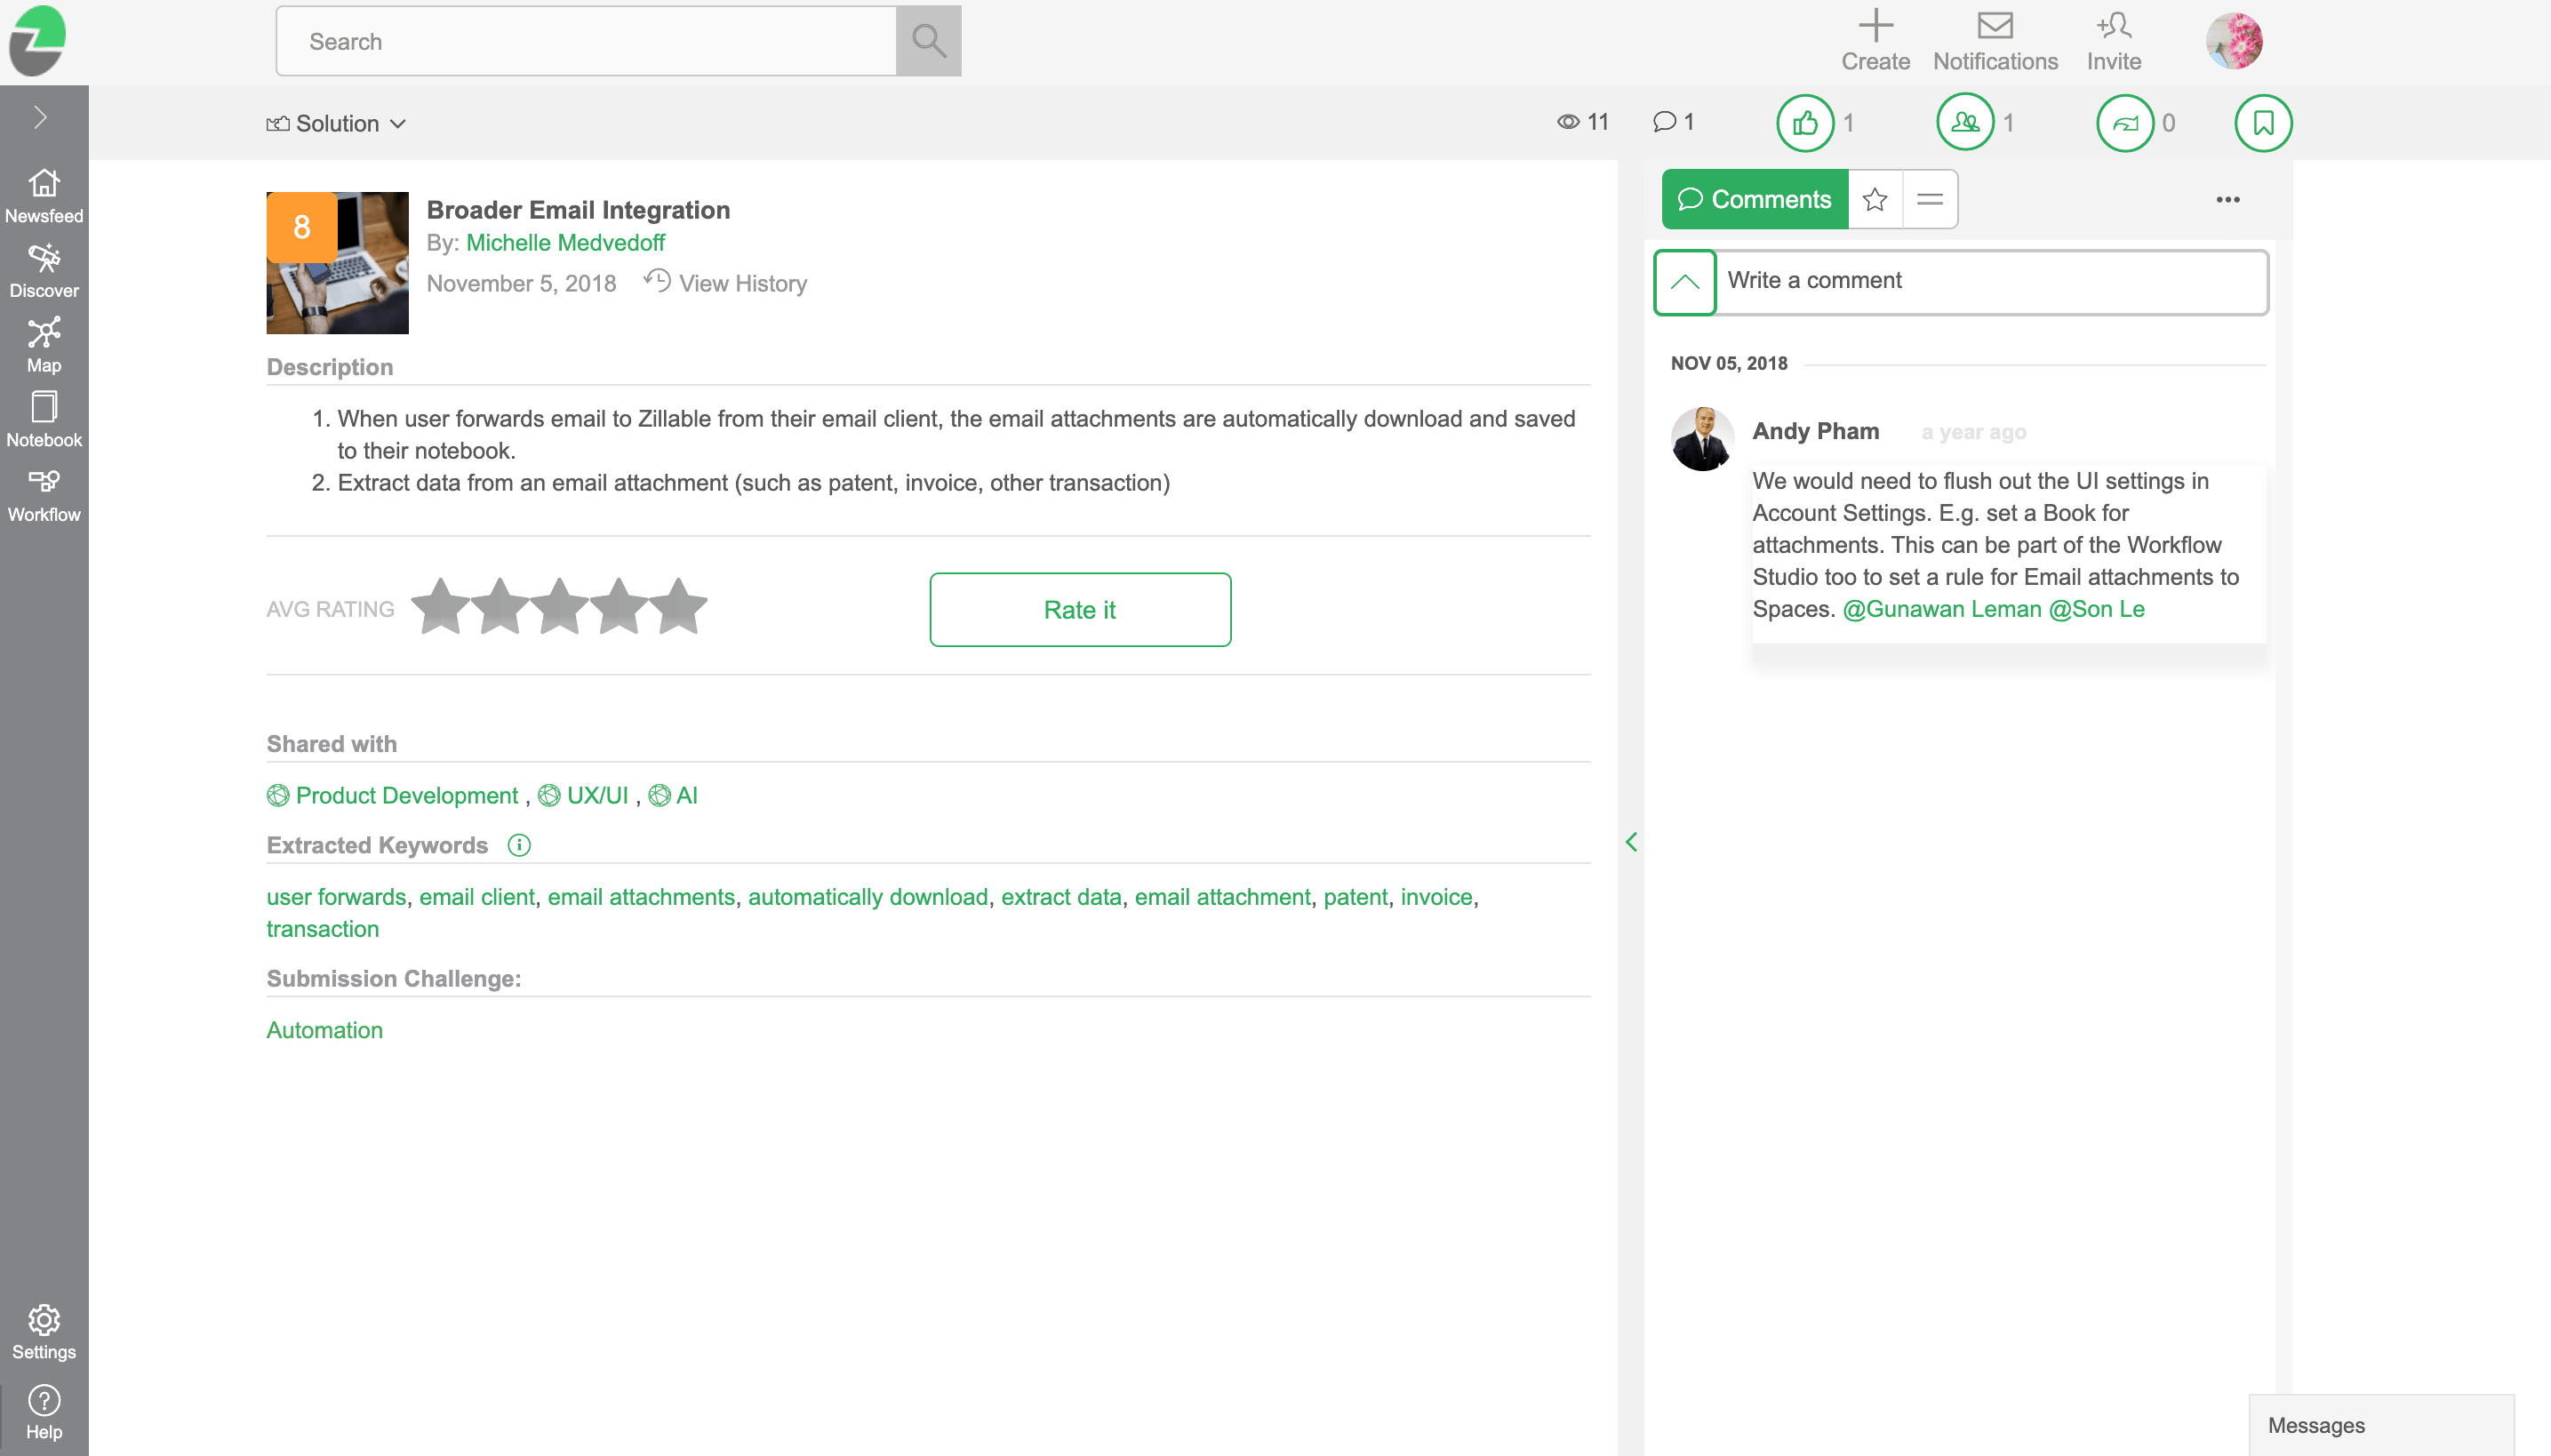 Search
Create
Notifications
Invite
Solution
11
1
1
1
0
Newsfeed
Discover
Map
Notebook
Workflow
Settings
Help
8
Broader Email Integration
By: Michelle Medvedoff
November 5, 2018 View History
Description
1. When user forwards email to Zillable from their email client, the email attachments are automatically download and saved
to their notebook.
2. Extract data from an email attachment (such as patent, invoice, other transaction)
AVG RATING
Rate it
Shared with
Product Development , UX/UI , AI
Extracted Keywords
user forwards, email client, email attachments, automatically download, extract data, email attachment, patent, invoice,
transaction
Submission Challenge:
Automation
Comments
Write a comment
NOV 05, 2018
Andy Pham a year ago
We would need to flush out the UI settings in
Account Settings. E.g. set a Book for
attachments. This can be part of the Workflow
Studio too to set a rule for Email attachments to
Spaces. @Gunawan Leman @Son Le
Messages